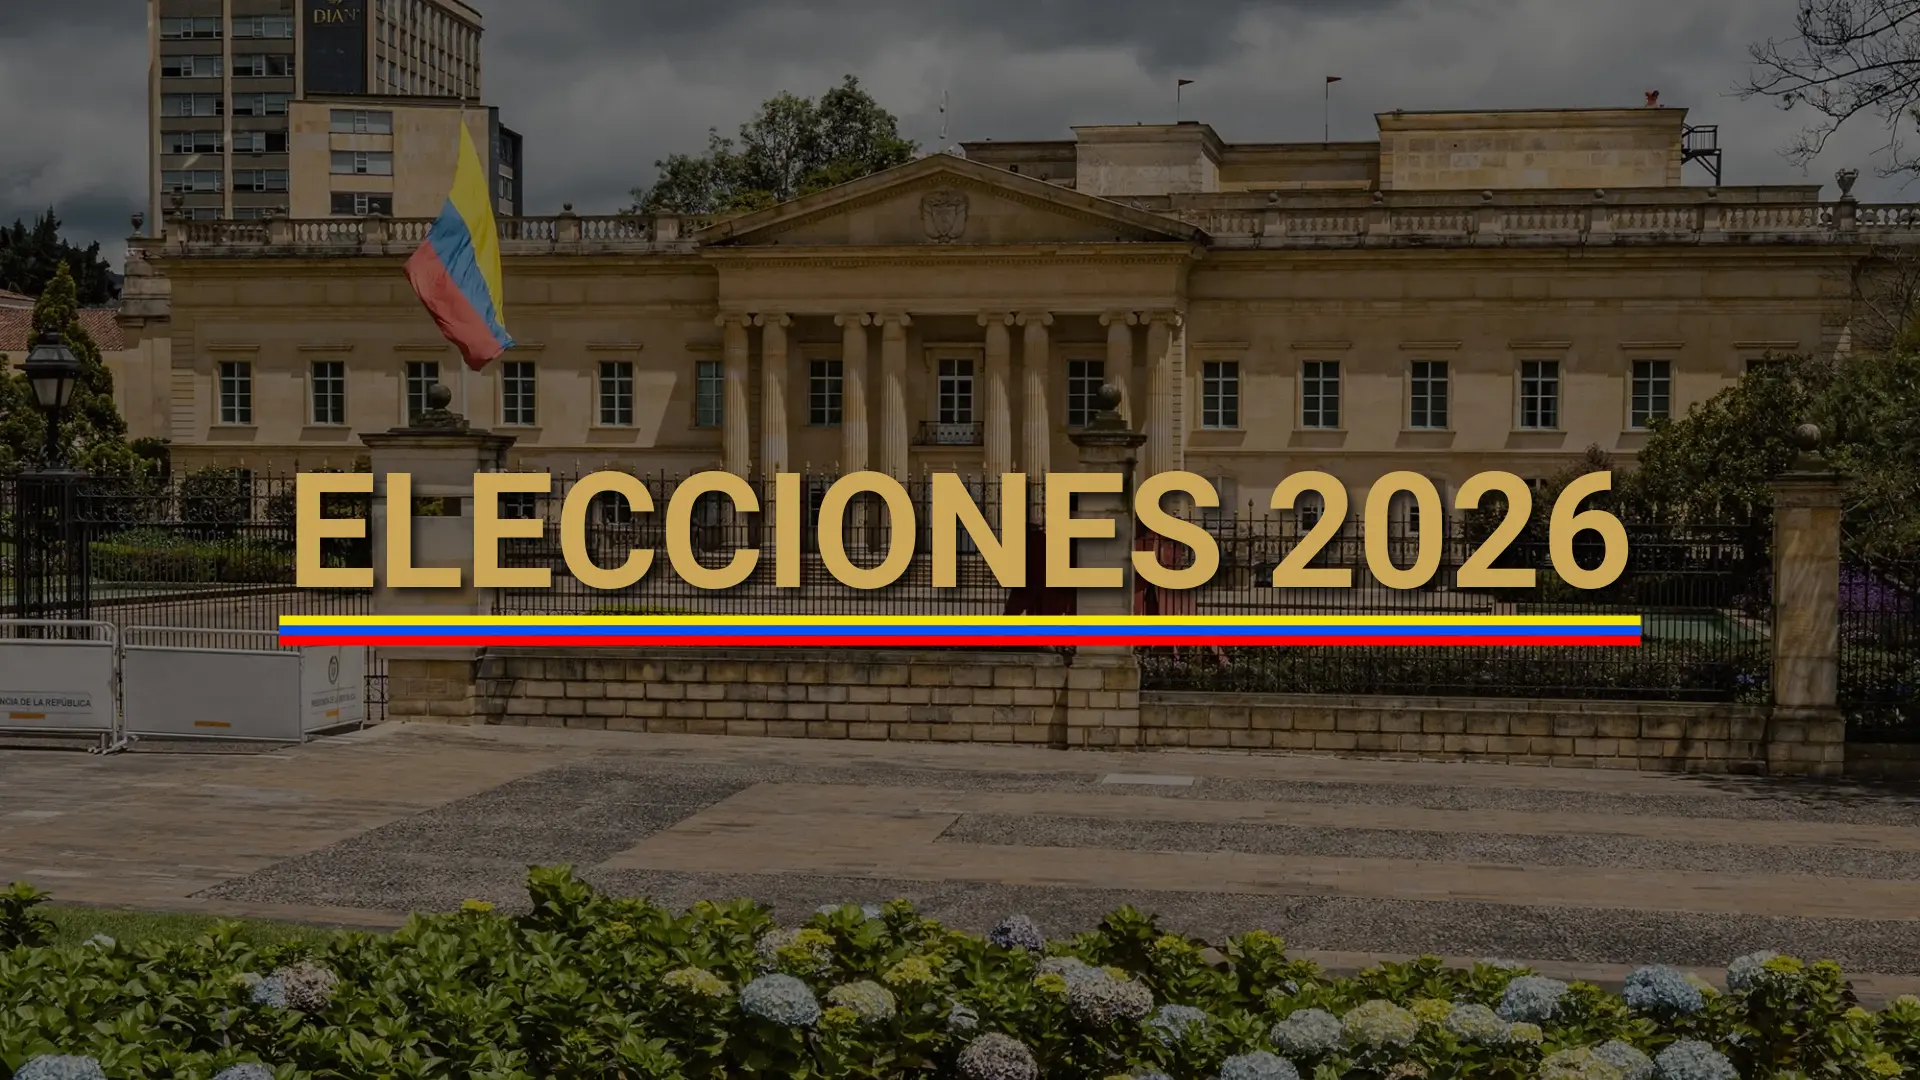 DIAN
ELECCIONES 2026
NCIA DE LA REPÚBLICA